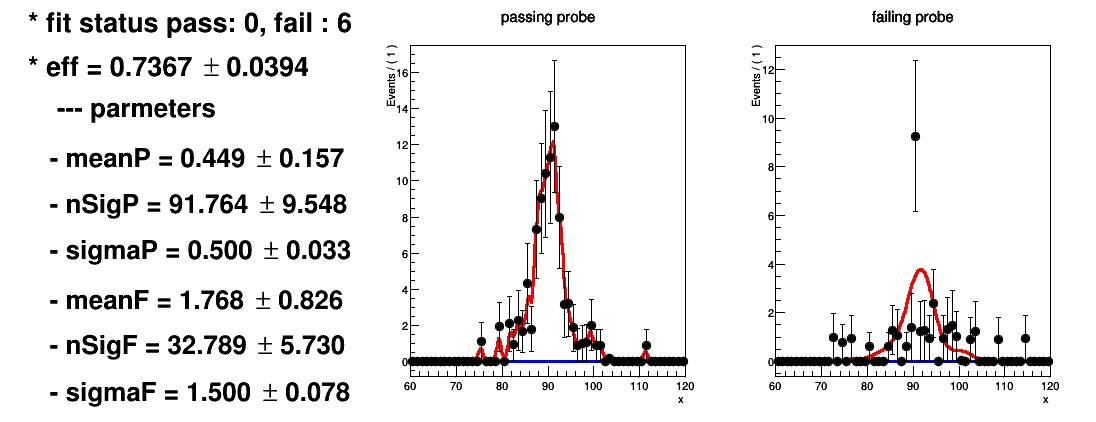 * fit status pass: 0, fail : 6
* eff = 0.7367 ± 0.0394
--- parmeters
- meanP = 0.449 ± 0.157
- nSigP = 91.764 ± 9.548
- sigmaP = 0.500 ± 0.033
- meanF = 1.768 ± 0.826
- nSigF = 32.789 ± 5.730
- sigmaF = 1.500 ± 0.078
passing probe
Events / ( 1 )
16
14
12
10
8
6
4
2
0
60 70 80 90 100 110 120
x
failing probe
Events / ( 1 )
12
10
8
6
4
2
0
60 70 80 90 100 110 120
x